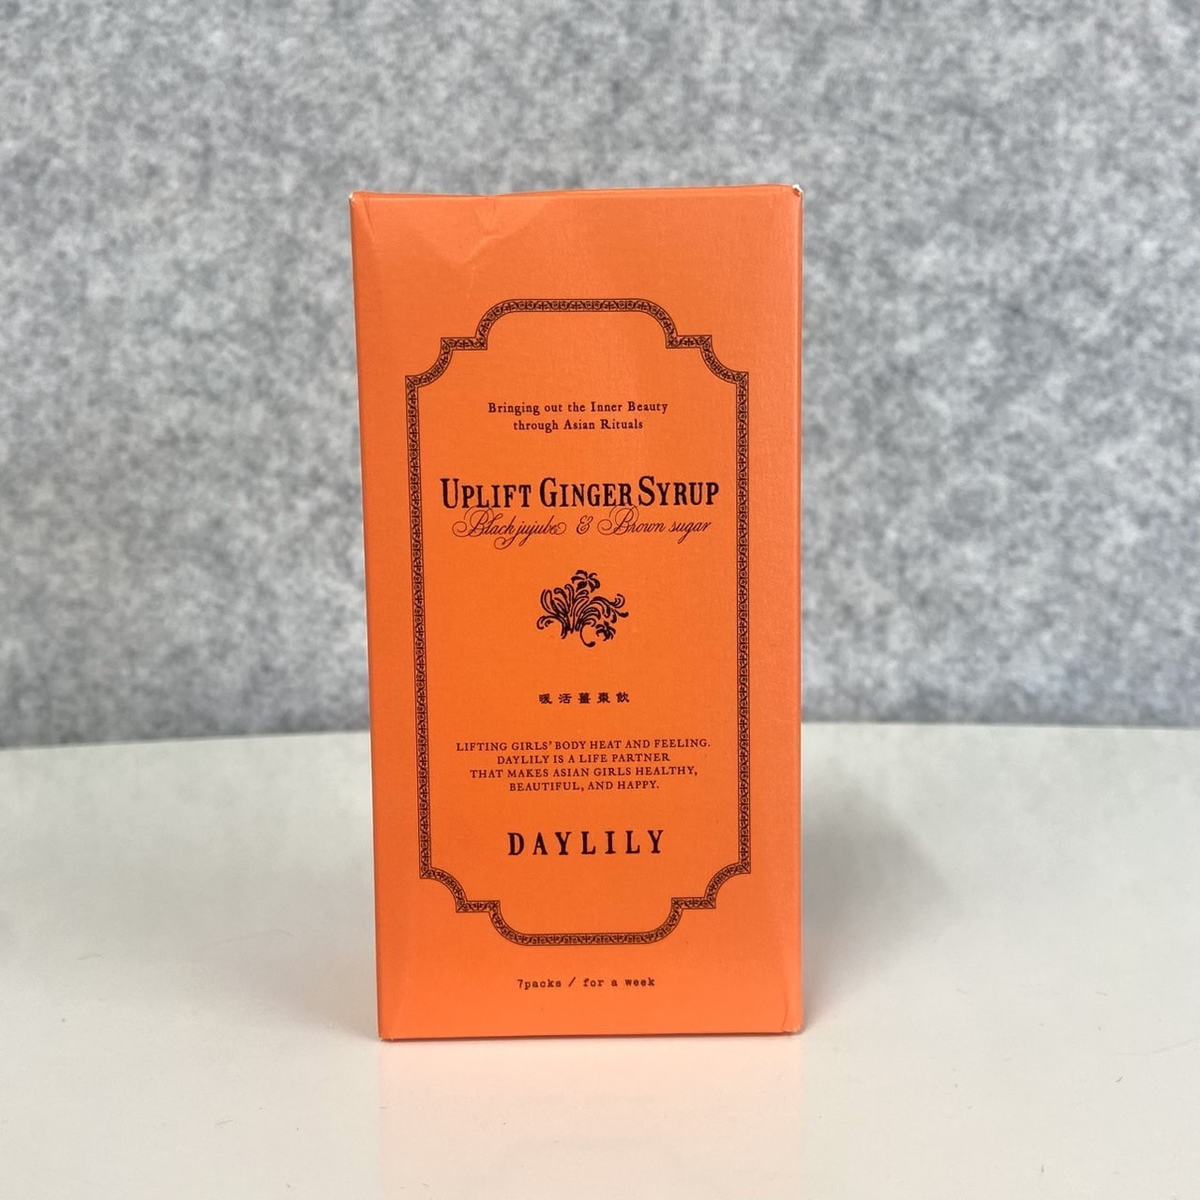 Bringing out the Inner Beauty
through Asian Rituals
UPLIFT GINGER SYRUP
Black jujube & Brown sugar
暖活薑棗飲
LIFTING GIRLS' BODY HEAT AND FEELING.
DAYLILY IS A LIFE PARTNER
THAT MAKES ASIAN GIRLS HEALTHY,
BEAUTIFUL, AND HAPPY.
DAYLILY
7packs / for a week